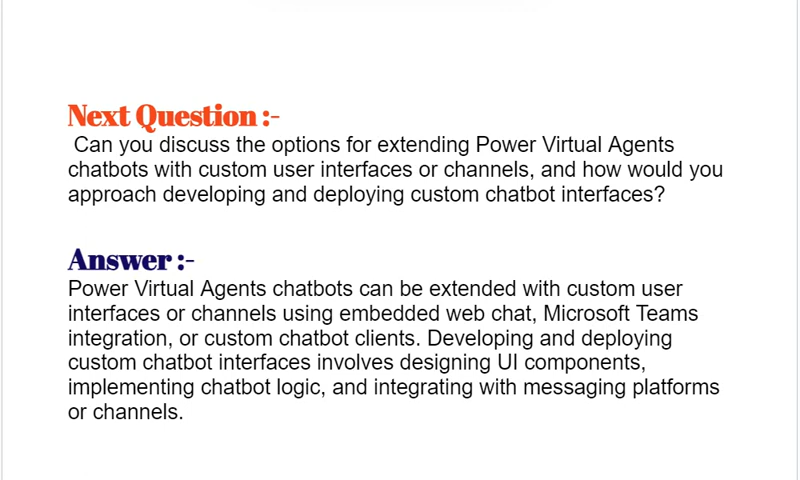 Next Question :-
Can you discuss the options for extending Power Virtual Agents
chatbots with custom user interfaces or channels, and how would you
approach developing and deploying custom chatbot interfaces?
Answer :-
Power Virtual Agents chatbots can be extended with custom user
interfaces or channels using embedded web chat, Microsoft Teams
integration, or custom chatbot clients. Developing and deploying
custom chatbot interfaces involves designing UI components,
implementing chatbot logic, and integrating with messaging platforms
or channels.